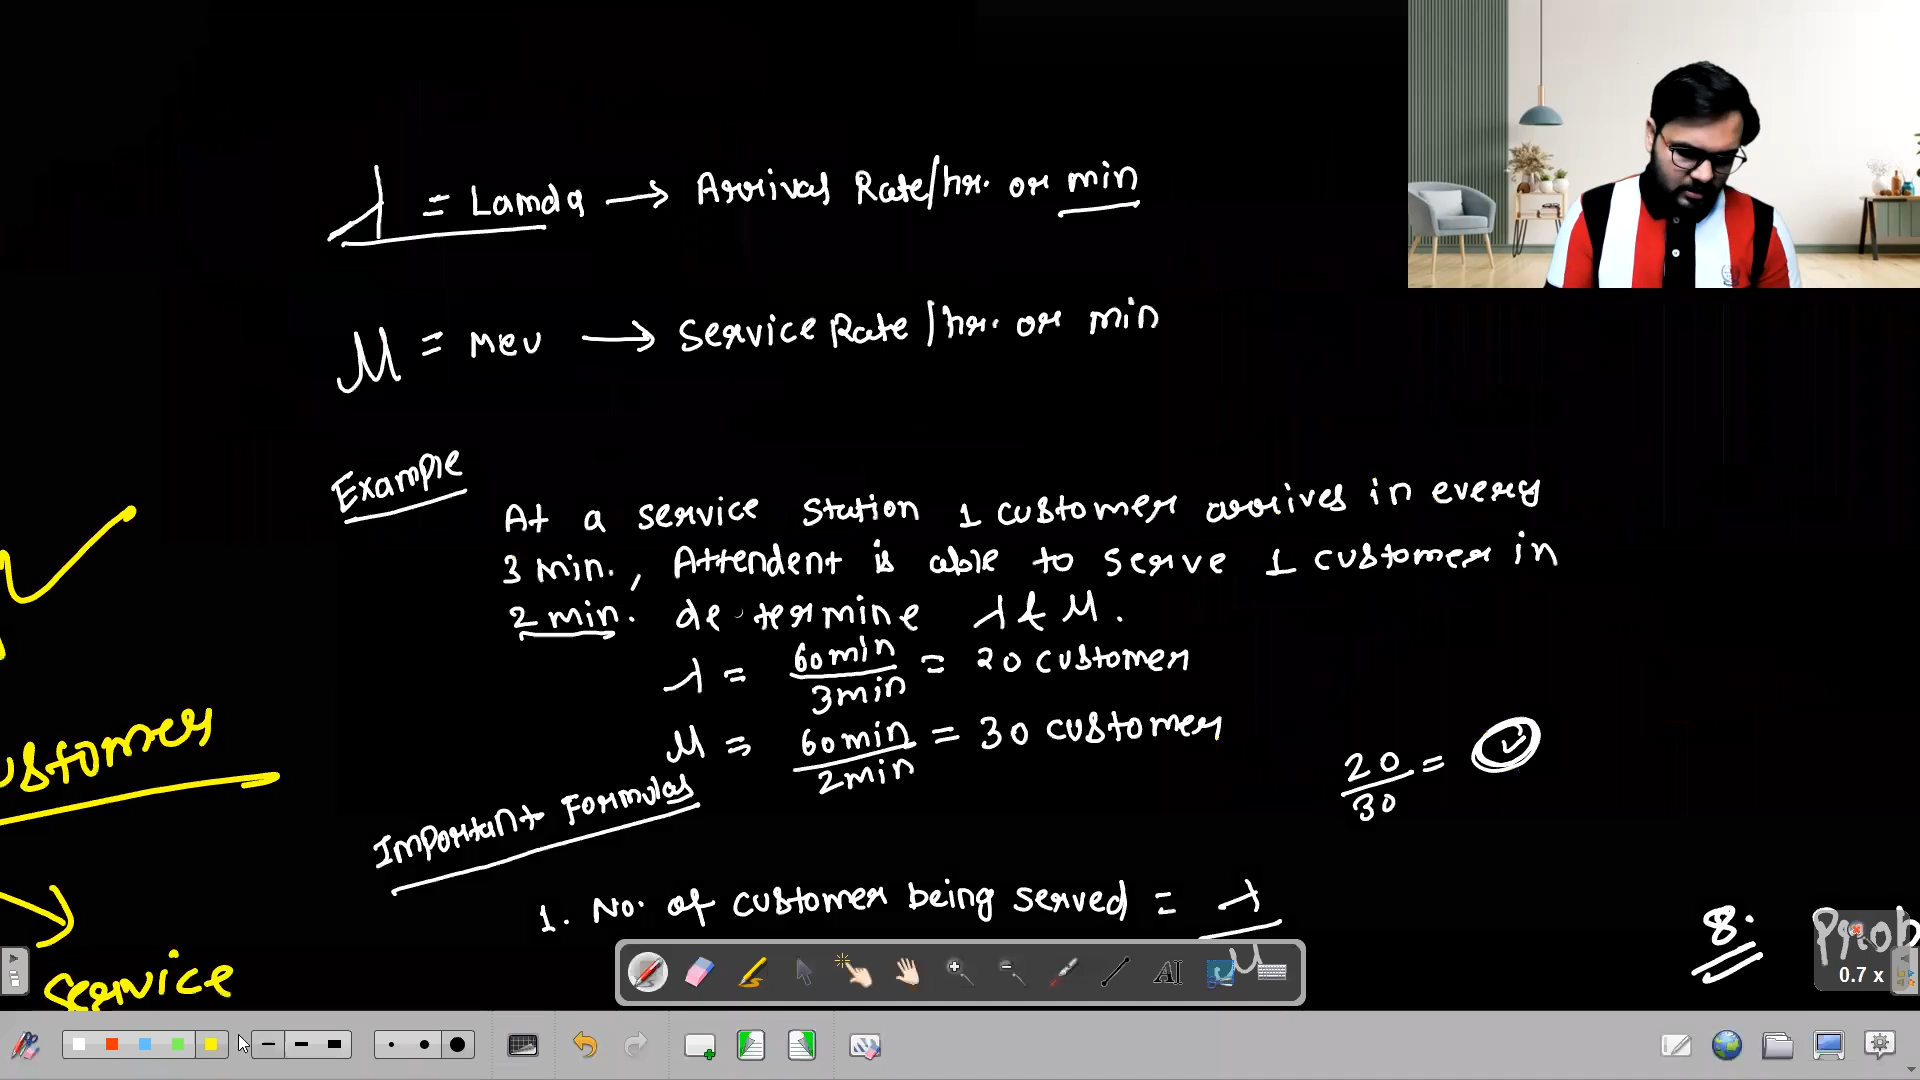 λ = Lamda → Arrival Rate/hr. or min
M = Meu → Service Rate/hr. or min
Example
At a service Station 1 customer arrives in every
3 Min., Attendent is able to serve 1 customer in
2 min. determine λ & M.
λ = 60min/3min = 20 customer
M = 60min/2min = 30 customer
20/30 =
Important Formulas
1. No. of customer being served = λ/M
8. Prob
0.7 x
ustomer
service
AI